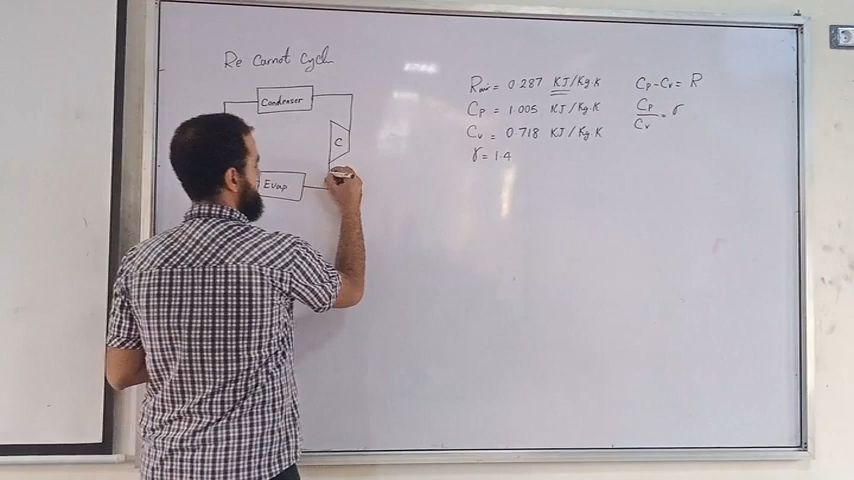 Re Carnot Cycle
Condenser
C
Evap
Rair = 0.287 KJ/Kg.K
Cp = 1.005 KJ/Kg.K
Cv = 0.718 KJ/Kg.K
γ = 1.4
Cp-Cv = R
Cp/Cv = γ